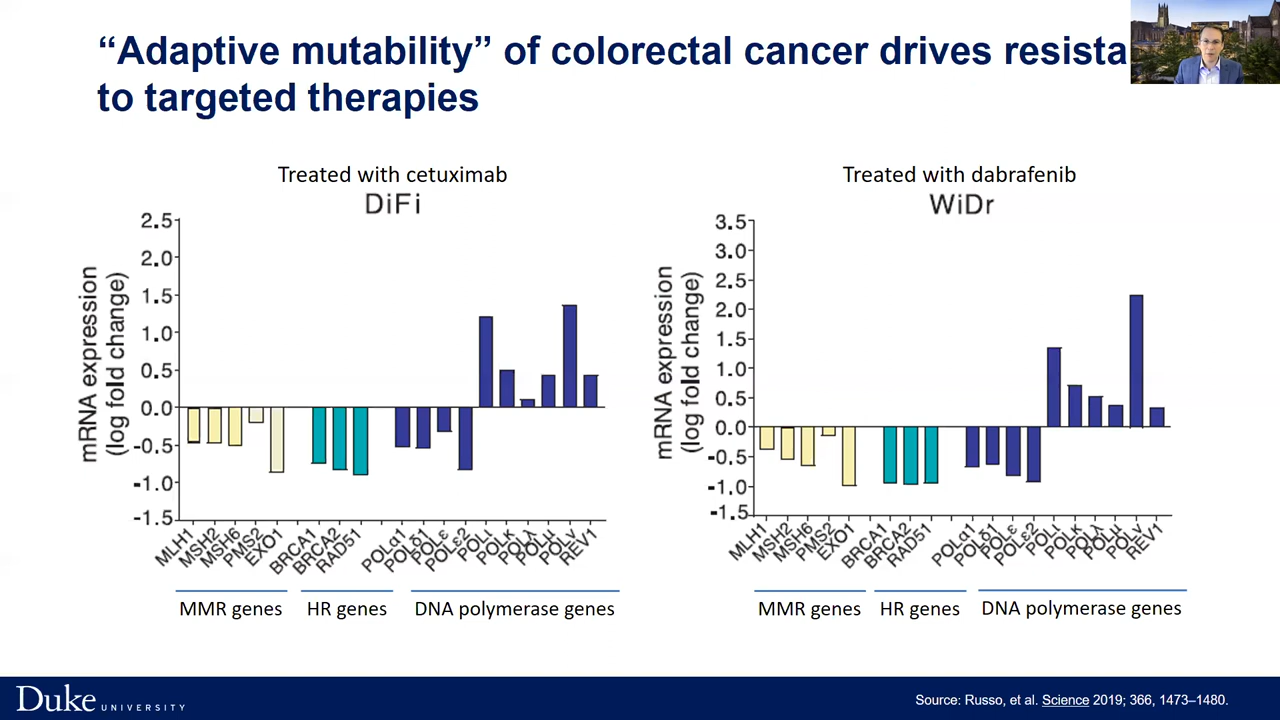 “Adaptive mutability” of colorectal cancer drives resista
to targeted therapies
Treated with cetuximab
DiFi
mRNA expression
(log fold change)
2.5
2.0
1.5
1.0
0.5
0.0
-0.5
-1.0
-1.5
MLH1
MSH2
MSH6
PMS2
EXO1
BRCA1
BRCA2
RAD51
POLα1
POLδ1
POLε
POLε2
POLι
POLκ
POLλ
POLμ
POLν
REV1
MMR genes
HR genes
DNA polymerase genes
Treated with dabrafenib
WiDr
mRNA expression
(log fold change)
3.5
3.0
2.5
2.0
1.5
1.0
0.5
0.0
-0.5
-1.0
-1.5
MLH1
MSH2
MSH6
PMS2
EXO1
BRCA1
BRCA2
RAD51
POLα1
POLδ1
POLε
POLε2
POLι
POLκ
POLλ
POLμ
POLν
REV1
MMR genes
HR genes
DNA polymerase genes
Duke UNIVERSITY
Source: Russo, et al. Science 2019; 366, 1473–1480.